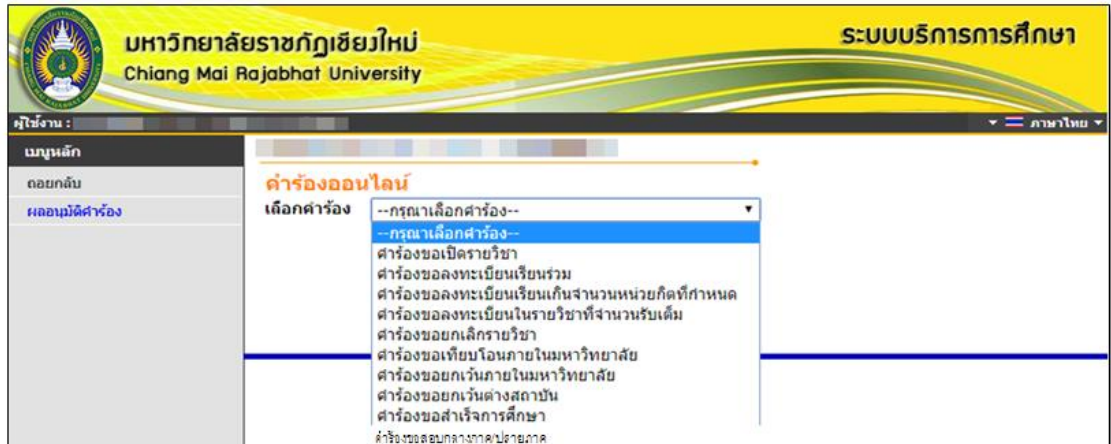 มหาวิทยาลัยราชภัฏเชียงใหม่
Chiang Mai Rajabhat University
ระบบบริการการศึกษา
ผู้ใช้งาน :
ภาษาไทย
เมนูหลัก
ถอยกลับ
ผลอนุมัติคำร้อง
คำร้องออนไลน์
เลือกคำร้อง
--กรุณาเลือกคำร้อง--
--กรุณาเลือกคำร้อง--
คำร้องขอเปิดรายวิชา
คำร้องขอลงทะเบียนเรียนร่วม
คำร้องขอลงทะเบียนเรียนเกินจำนวนหน่วยกิตที่กำหนด
คำร้องขอลงทะเบียนในรายวิชาที่จำนวนรับเต็ม
คำร้องขอยกเลิกรายวิชา
คำร้องขอเทียบโอนภายในมหาวิทยาลัย
คำร้องขอยกเว้นภายในมหาวิทยาลัย
คำร้องขอยกเว้นต่างสถาบัน
คำร้องขอสำเร็จการศึกษา
คำร้องขอสอบกลางภาค/ปลายภาค